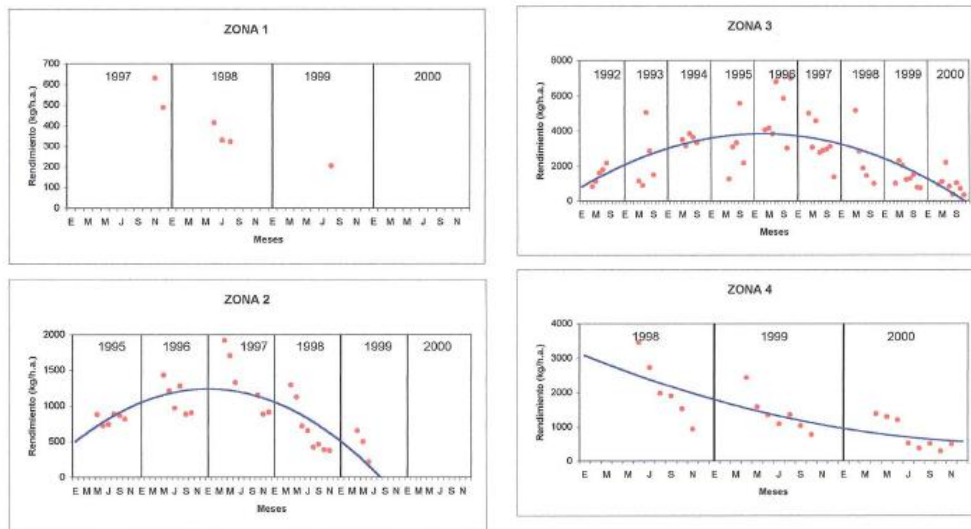 ZONA 1
Rendimiento (kg/h.a.)
700
600
500
400
300
200
100
0
1997 1998 1999 2000
E M M J S N E M M J S N E M M J S N E M M J S N
Meses
ZONA 2
Rendimiento (kg/h.a.)
2000
1500
1000
500
0
1995 1996 1997 1998 1999 2000
E M M J S N E M M J S N E M M J S N E M M J S N E M M J S N E M M J S N
Meses
ZONA 3
Rendimiento (kg/h.a.)
8000
6000
4000
2000
0
1992 1993 1994 1995 1996 1997 1998 1999 2000
E M S E M S E M S E M S E M S E M S E M S E M S E M S
Meses
ZONA 4
Rendimiento (kg/h.a.)
4000
3000
2000
1000
0
1998 1999 2000
E M M J S N E M M J S N E M M J S N
Meses